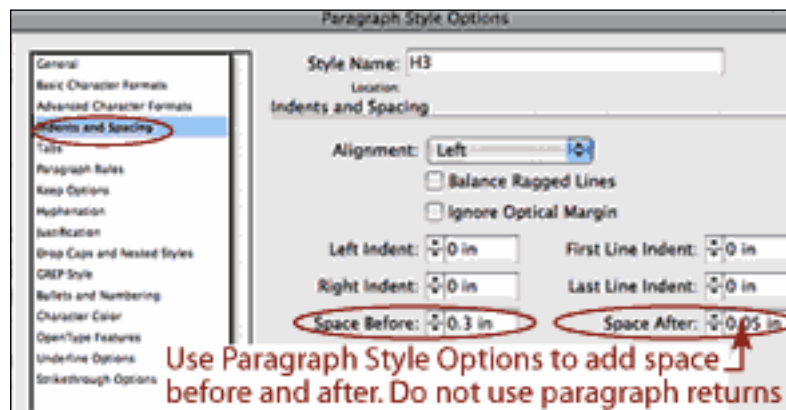 Paragraph Style Options
General
Basic Character Formats
Advanced Character Formats
Indents and Spacing
Tabs
Paragraph Rules
Keep Options
Hyphenation
Justification
Drop Caps and Nested Styles
GREP Style
Bullets and Numbering
Character Color
OpenType Features
Underline Options
Strikethrough Options
Style Name: H3
Location:
Indents and Spacing
Alignment: Left
Balance Ragged Lines
Ignore Optical Margin
Left Indent: 0 in First Line Indent: 0 in
Right Indent: 0 in Last Line Indent: 0 in
Space Before: 0.3 in Space After: 0.05 in
Use Paragraph Style Options to add space
before and after. Do not use paragraph returns